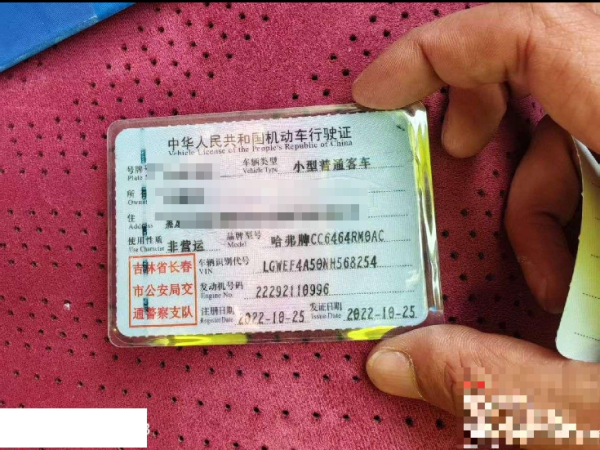 中华人民共和国机动车行驶证
Vehicle License of the People's Republic of China
号牌 车辆类型 小型普通客车
Plate Vehicle Type
所
Owner
住
Address
使用性质 非营运 品牌型号 哈弗牌CC6464RM0AC
Use Character Model
吉林省长春 车辆识别代号 LGWEF4A50NH568254
VIN
市公安局交 发动机号码 22292110996
Engine No.
通警察支队 注册日期 2022-10-25 发证日期 2022-10-25
Register Date Issue Date